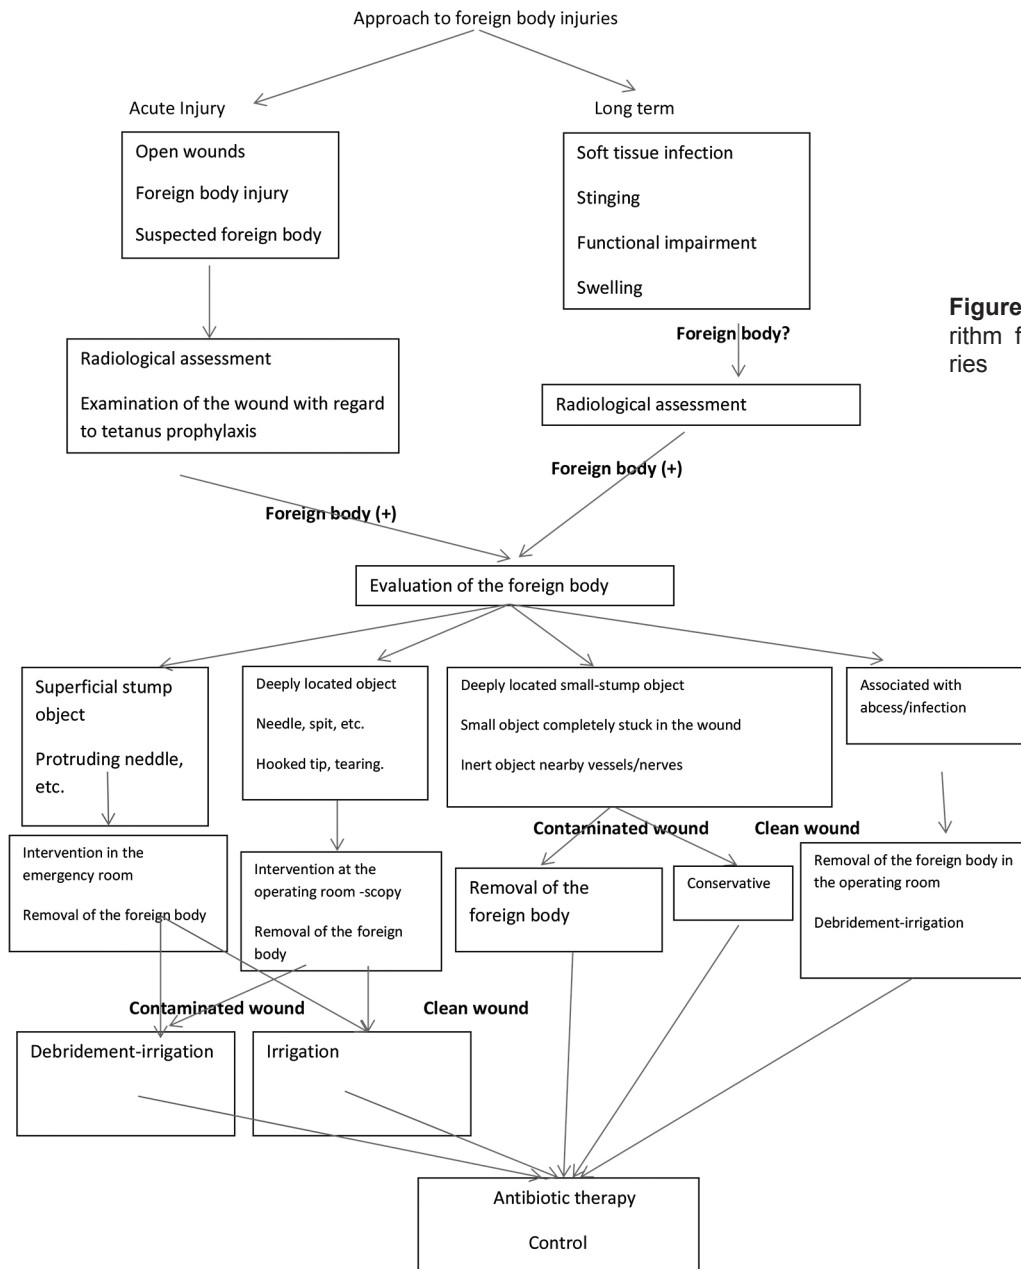 Approach to foreign body injuries
Acute Injury
Long term
Open wounds
Foreign body injury
Suspected foreign body
Soft tissue infection
Stinging
Functional impairment
Swelling
Figure
rithm f
ries
Foreign body?
Radiological assessment
Examination of the wound with regard
to tetanus prophylaxis
Radiological assessment
Foreign body (+)
Foreign body (+)
Evaluation of the foreign body
Superficial stump
object
Protruding neddle,
etc.
Deeply located object
Needle, spit, etc.
Hooked tip, tearing.
Deeply located small-stump object
Small object completely stuck in the wound
Inert object nearby vessels/nerves
Associated with
abcess/infection
Contaminated wound
Clean wound
Intervention in the
emergency room
Removal of the foreign body
Intervention at the
operating room -scopy
Removal of the foreign
body
Removal of the
foreign body
Conservative
Removal of the foreign body in
the operating room
Debridement-irrigation
Contaminated wound
Clean wound
Debridement-irrigation
Irrigation
Antibiotic therapy
Control